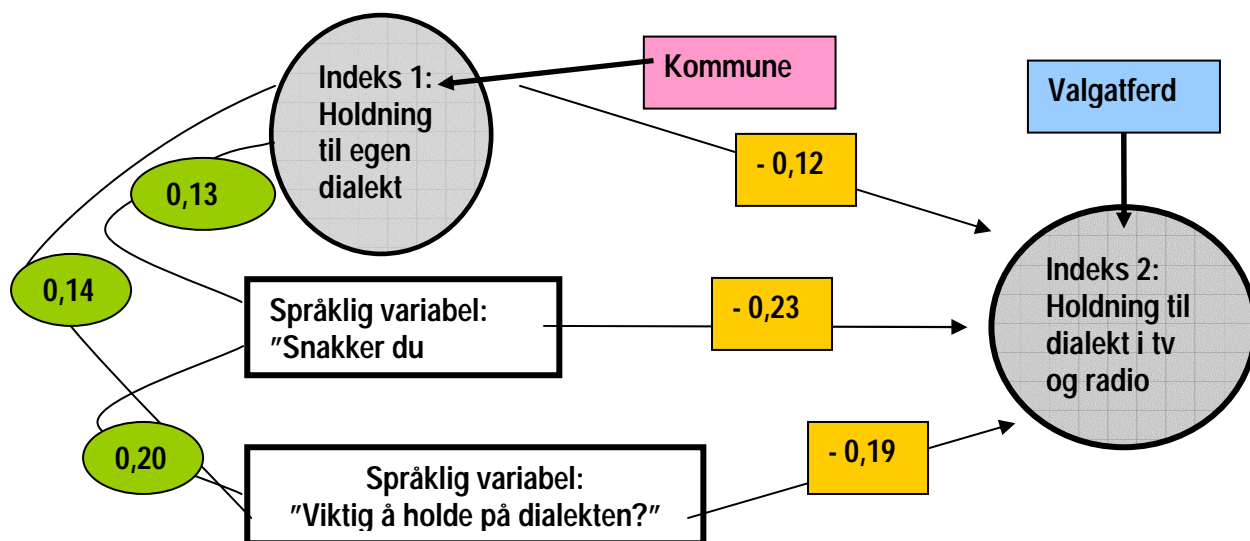 Indeks 1:
Holdning
til egen
dialekt
Kommune
Valgatferd
0,13
- 0,12
0,14
Språklig variabel:
"Snakker du
- 0,23
Indeks 2:
Holdning til
dialekt i tv
og radio
0,20
Språklig variabel:
"Viktig å holde på dialekten?"
- 0,19